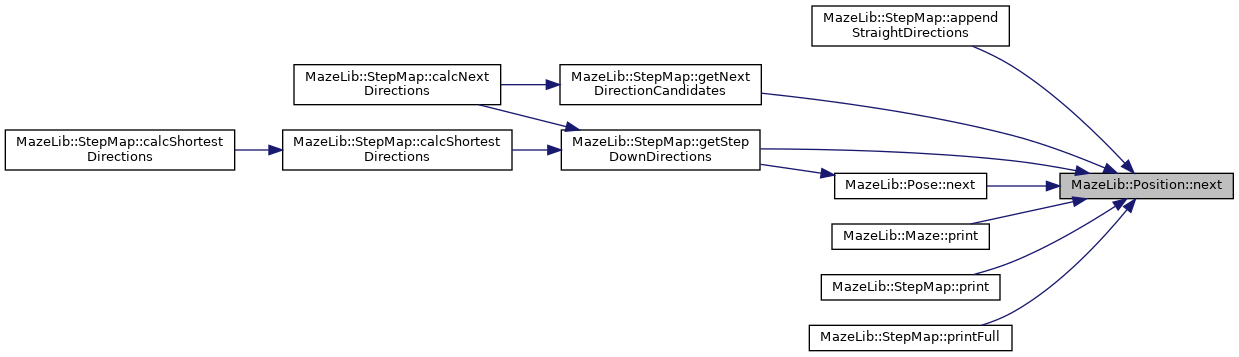 MazeLib::StepMap::append
StraightDirections
MazeLib::StepMap::calcNext
Directions
MazeLib::StepMap::getNext
DirectionCandidates
MazeLib::StepMap::calcShortest
Directions
MazeLib::StepMap::calcShortest
Directions
MazeLib::StepMap::getStep
DownDirections
MazeLib::Pose::next
MazeLib::Position::next
MazeLib::Maze::print
MazeLib::StepMap::print
MazeLib::StepMap::printFull